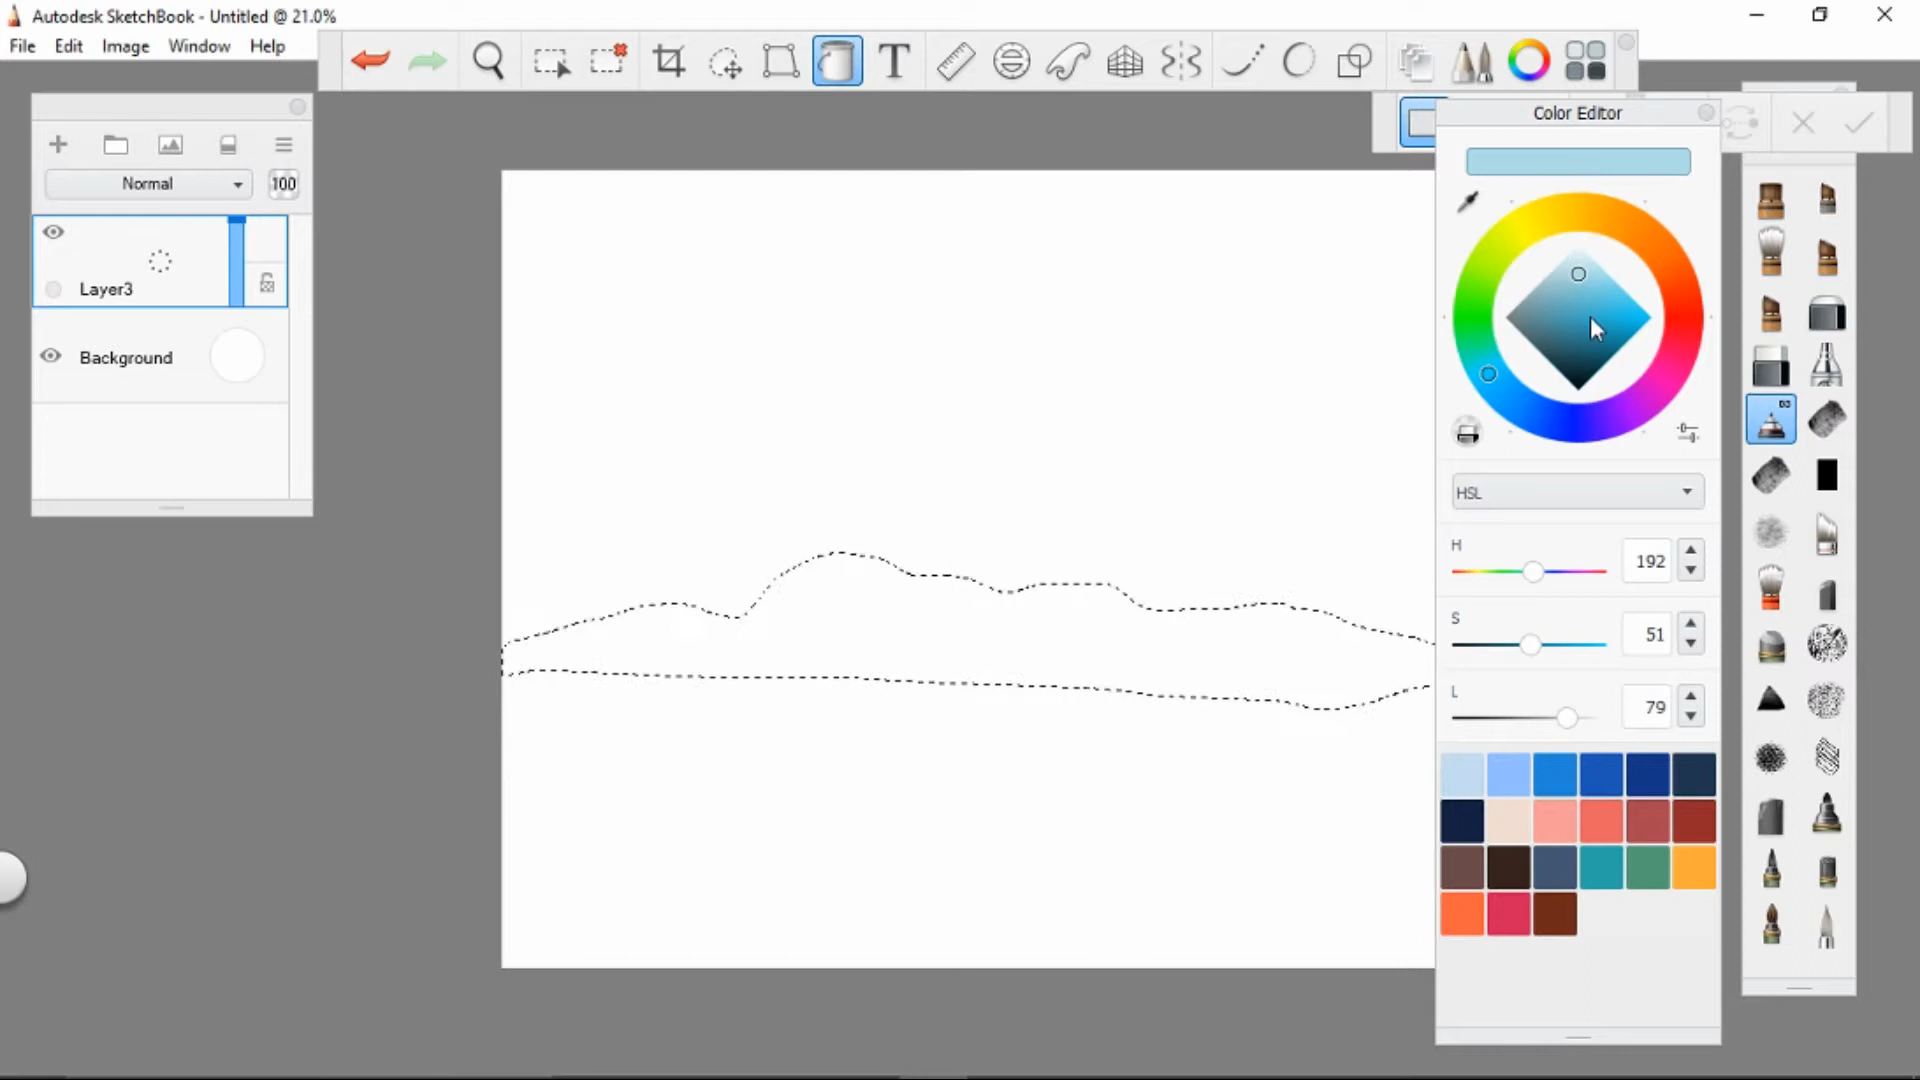 Autodesk SketchBook - Untitled @ 21.0%
File Edit Image Window Help
T
Color Editor
Normal 100
Layer3
Background
HSL
H
192
S
51
L
79